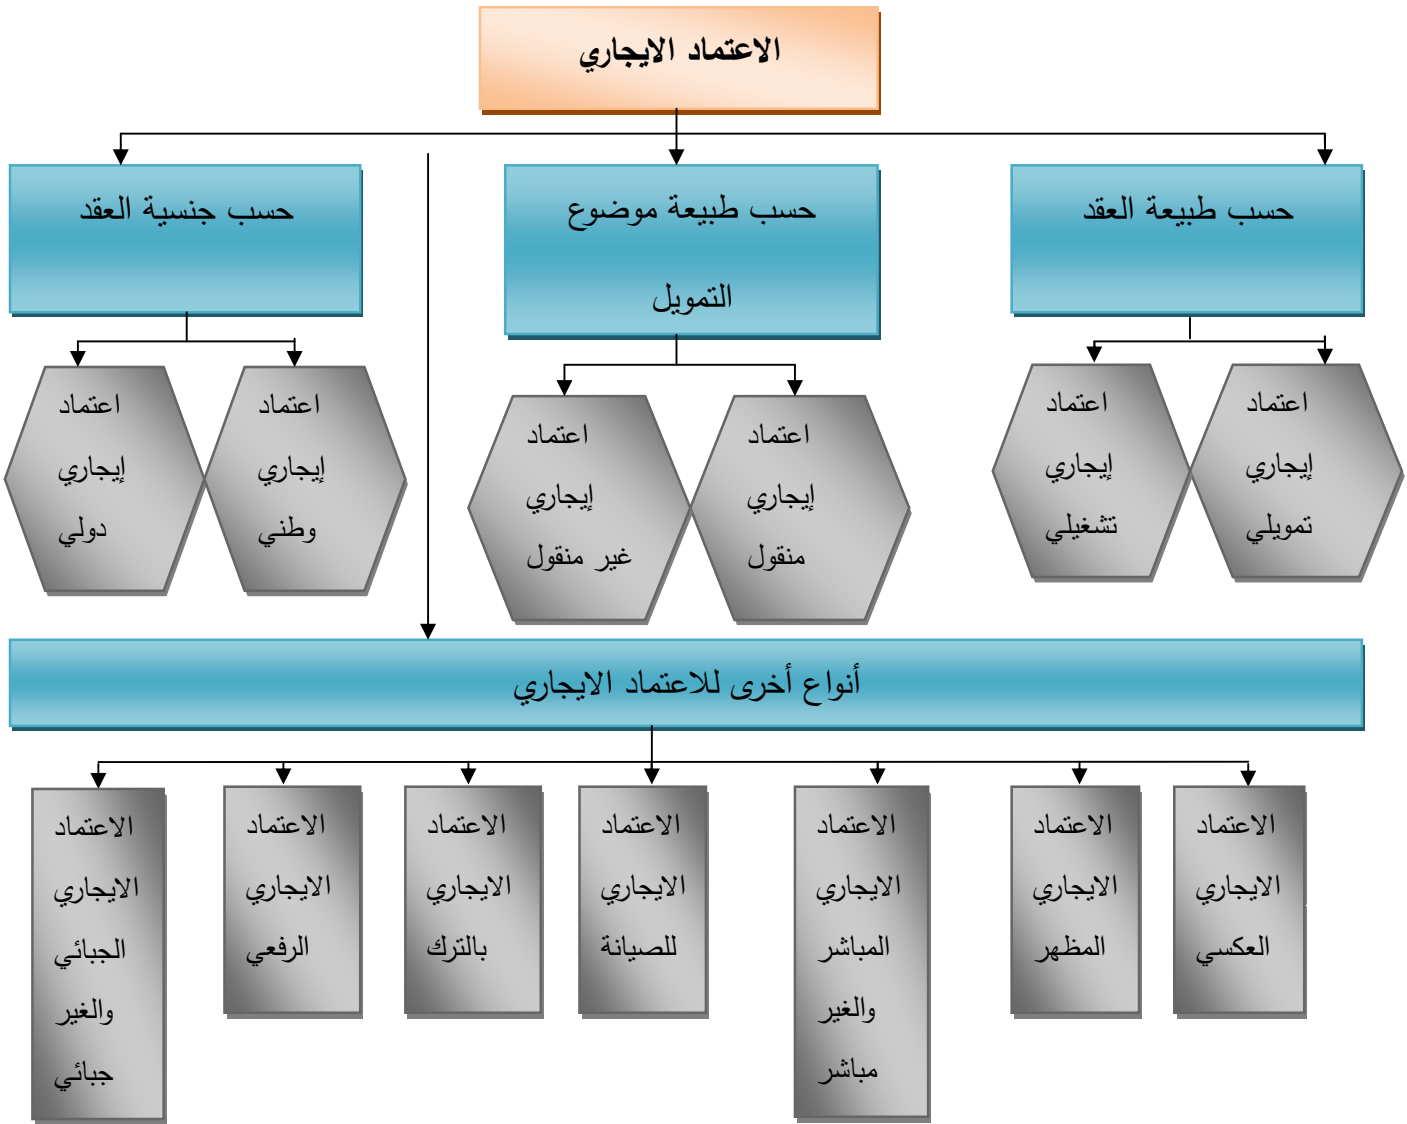 الاعتماد الايجاري
حسب طبيعة العقد
حسب طبيعة موضوع
التمويل
حسب جنسية العقد
اعتماد
إيجاري
تمويلي
اعتماد
إيجاري
تشغيلي
اعتماد
إيجاري
منقول
اعتماد
إيجاري
غير منقول
اعتماد
إيجاري
وطني
اعتماد
إيجاري
دولي
أنواع أخرى للاعتماد الايجاري
الاعتماد
الايجاري
العكسي
الاعتماد
الايجاري
المظهر
الاعتماد
الايجاري
المباشر
والغير
مباشر
الاعتماد
الايجاري
للصيانة
الاعتماد
الايجاري
بالترك
الاعتماد
الايجاري
الرفعي
الاعتماد
الايجاري
الجبائي
والغير
جبائي